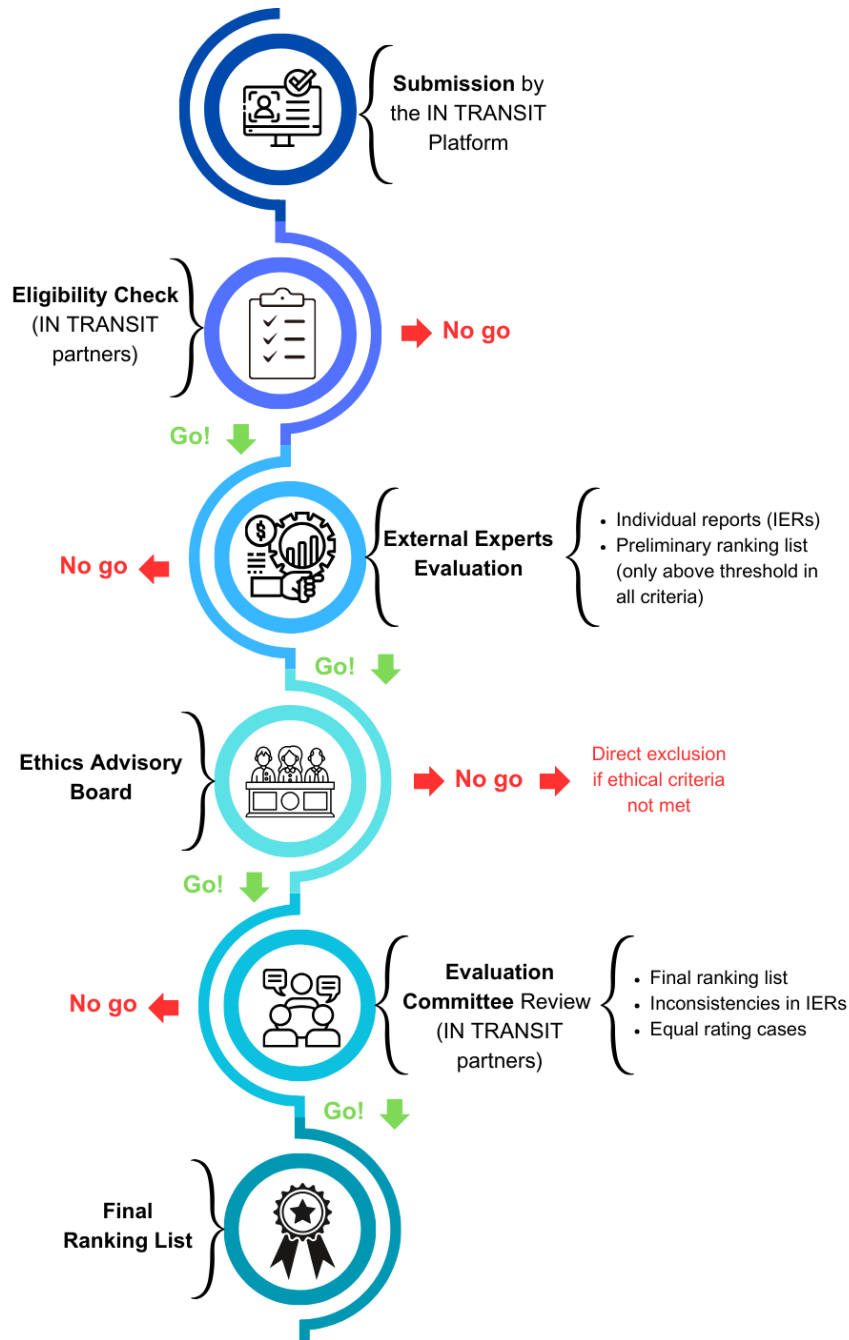 Submission by
the IN TRANSIT
Platform
Eligibility Check
(IN TRANSIT
partners)
No go
Go!
External Experts
Evaluation
• Individual reports (IERs)
• Preliminary ranking list
(only above threshold in
all criteria)
No go
Go!
Ethics Advisory
Board
No go
Direct exclusion
if ethical criteria
not met
Go!
Evaluation
Committee Review
(IN TRANSIT
partners)
• Final ranking list
• Inconsistencies in IERs
• Equal rating cases
No go
Go!
Final
Ranking List